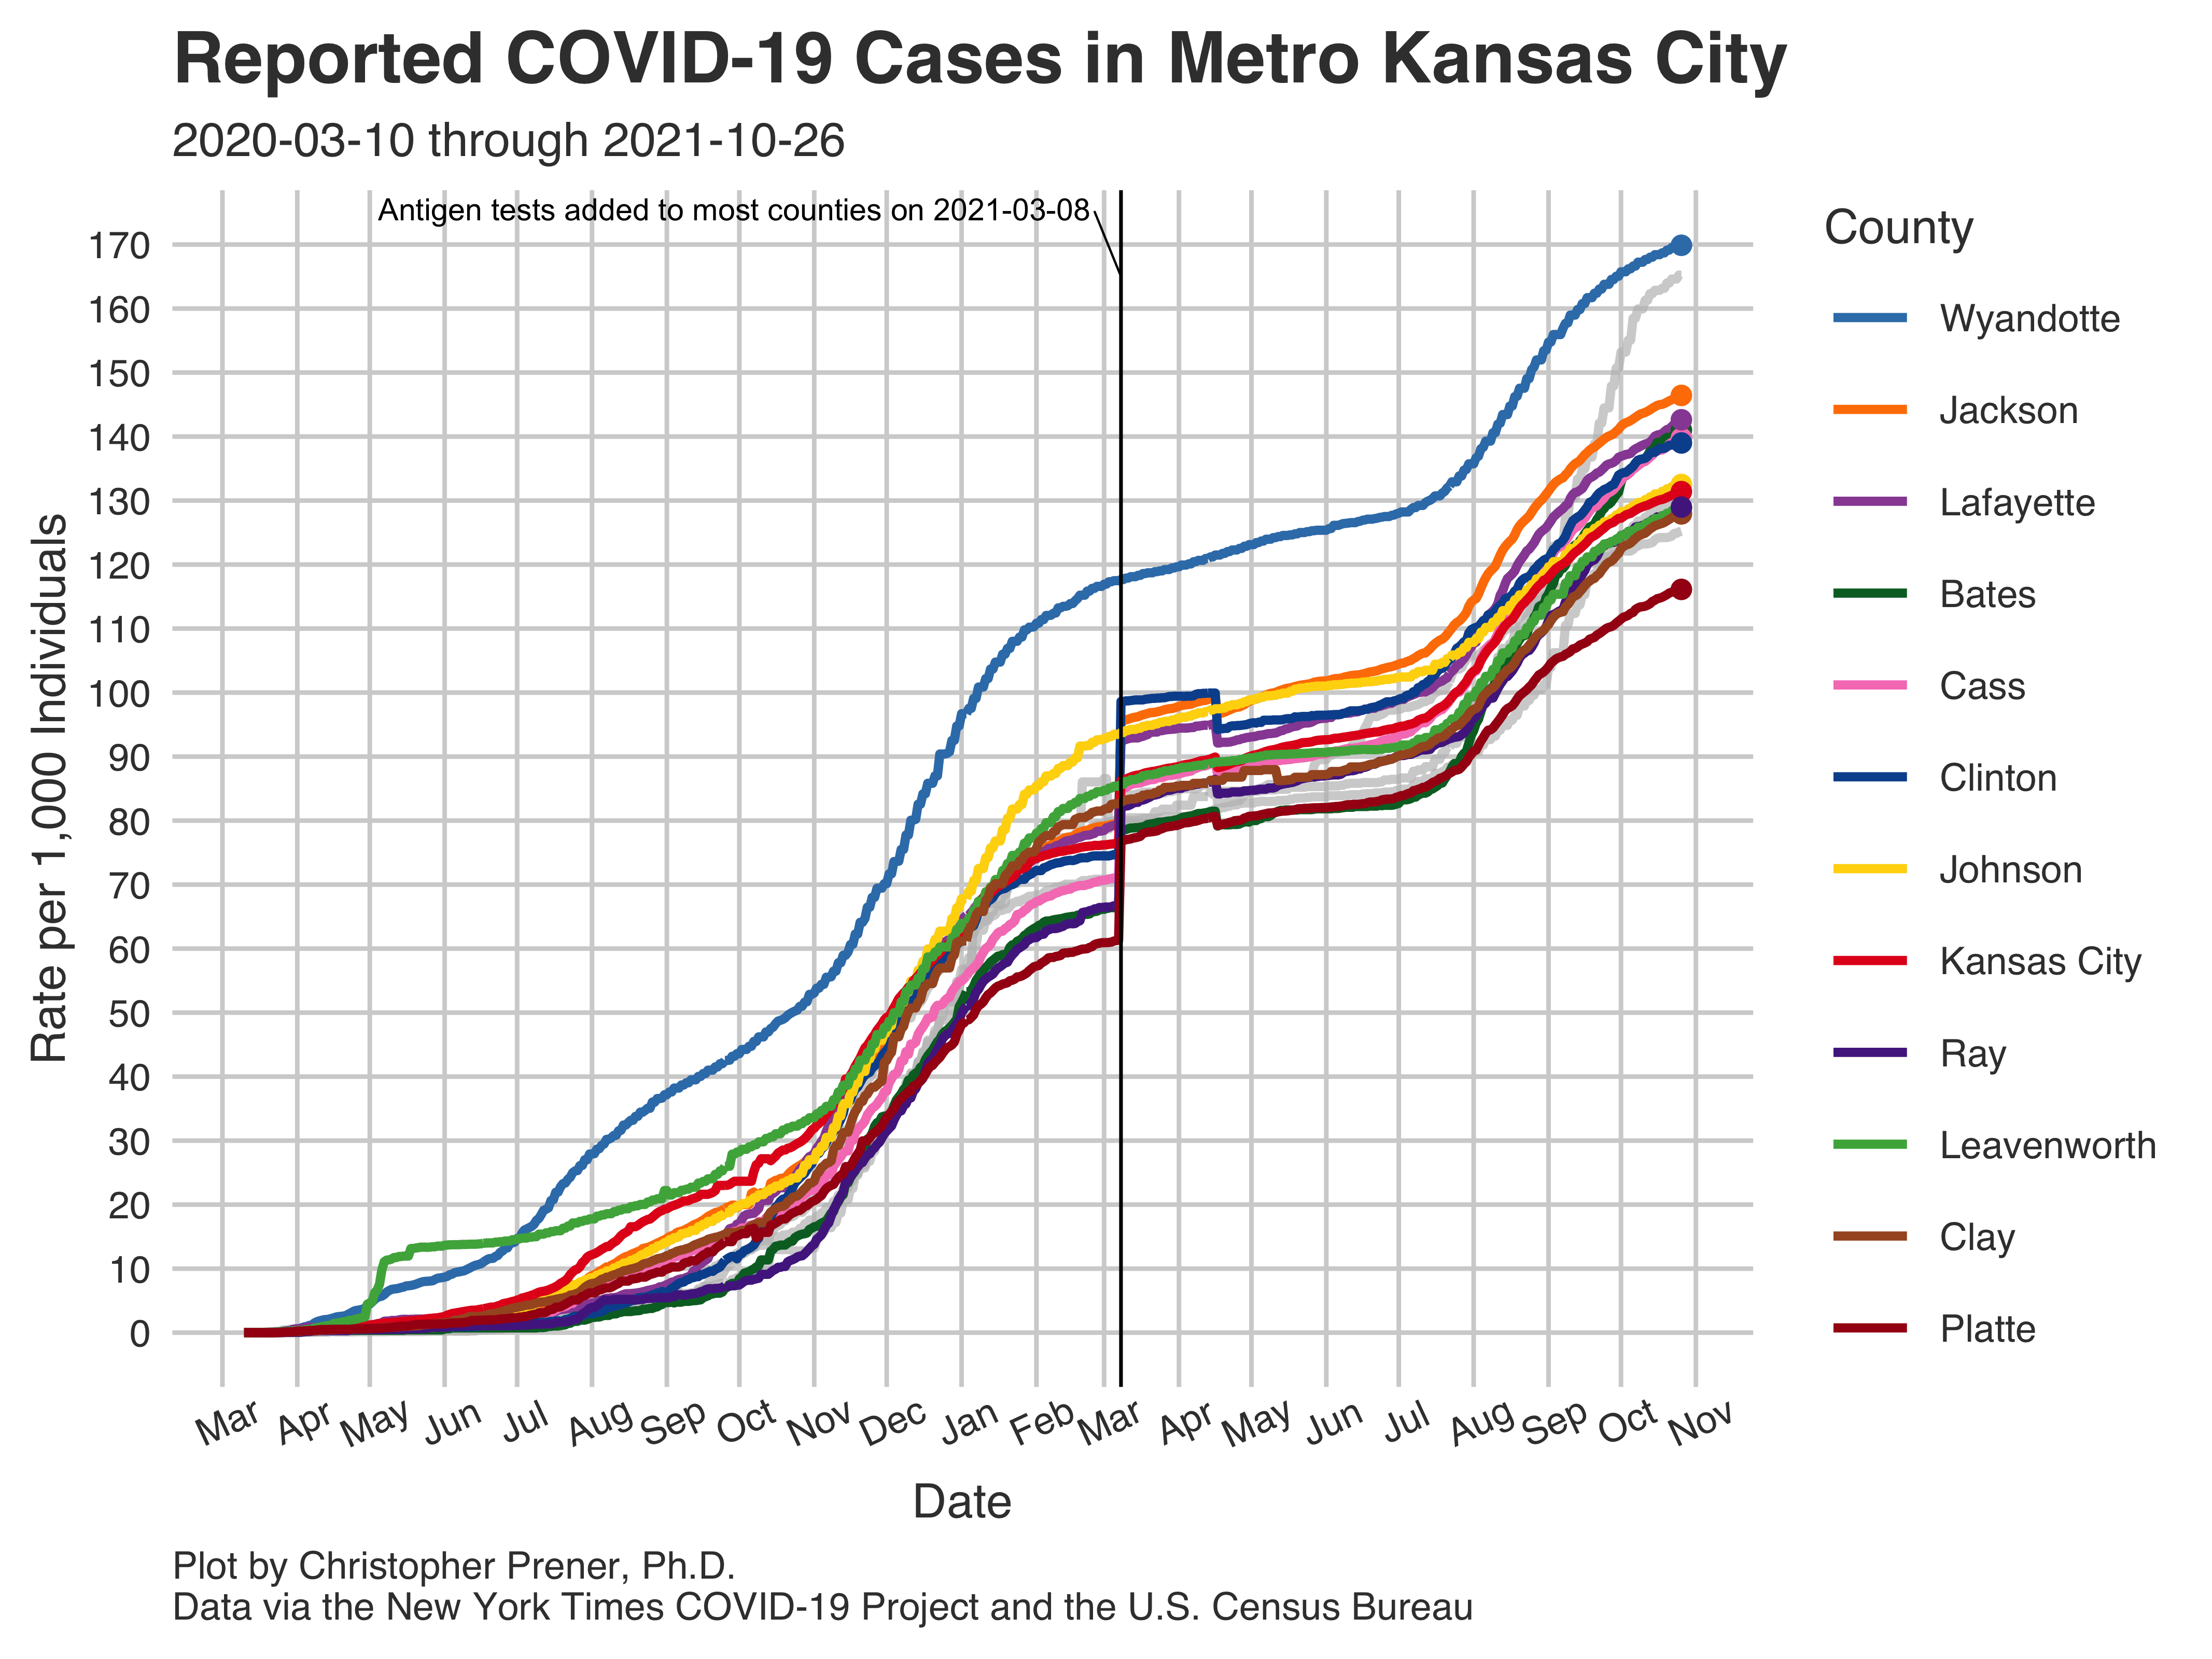 Reported COVID-19 Cases in Metro Kansas City
2020-03-10 through 2021-10-26
Antigen tests added to most counties on 2021-03-08
170
160
150
140
130
120
110
100
90
80
70
60
50
40
30
20
10
0
Rate per 1,000 Individuals
Mar Apr May Jun Jul Aug Sep Oct Nov Dec Jan Feb Mar Apr May Jun Jul Aug Sep Oct Nov
Date
County
Wyandotte
Jackson
Lafayette
Bates
Cass
Clinton
Johnson
Kansas City
Ray
Leavenworth
Clay
Platte
Plot by Christopher Prener, Ph.D.
Data via the New York Times COVID-19 Project and the U.S. Census Bureau